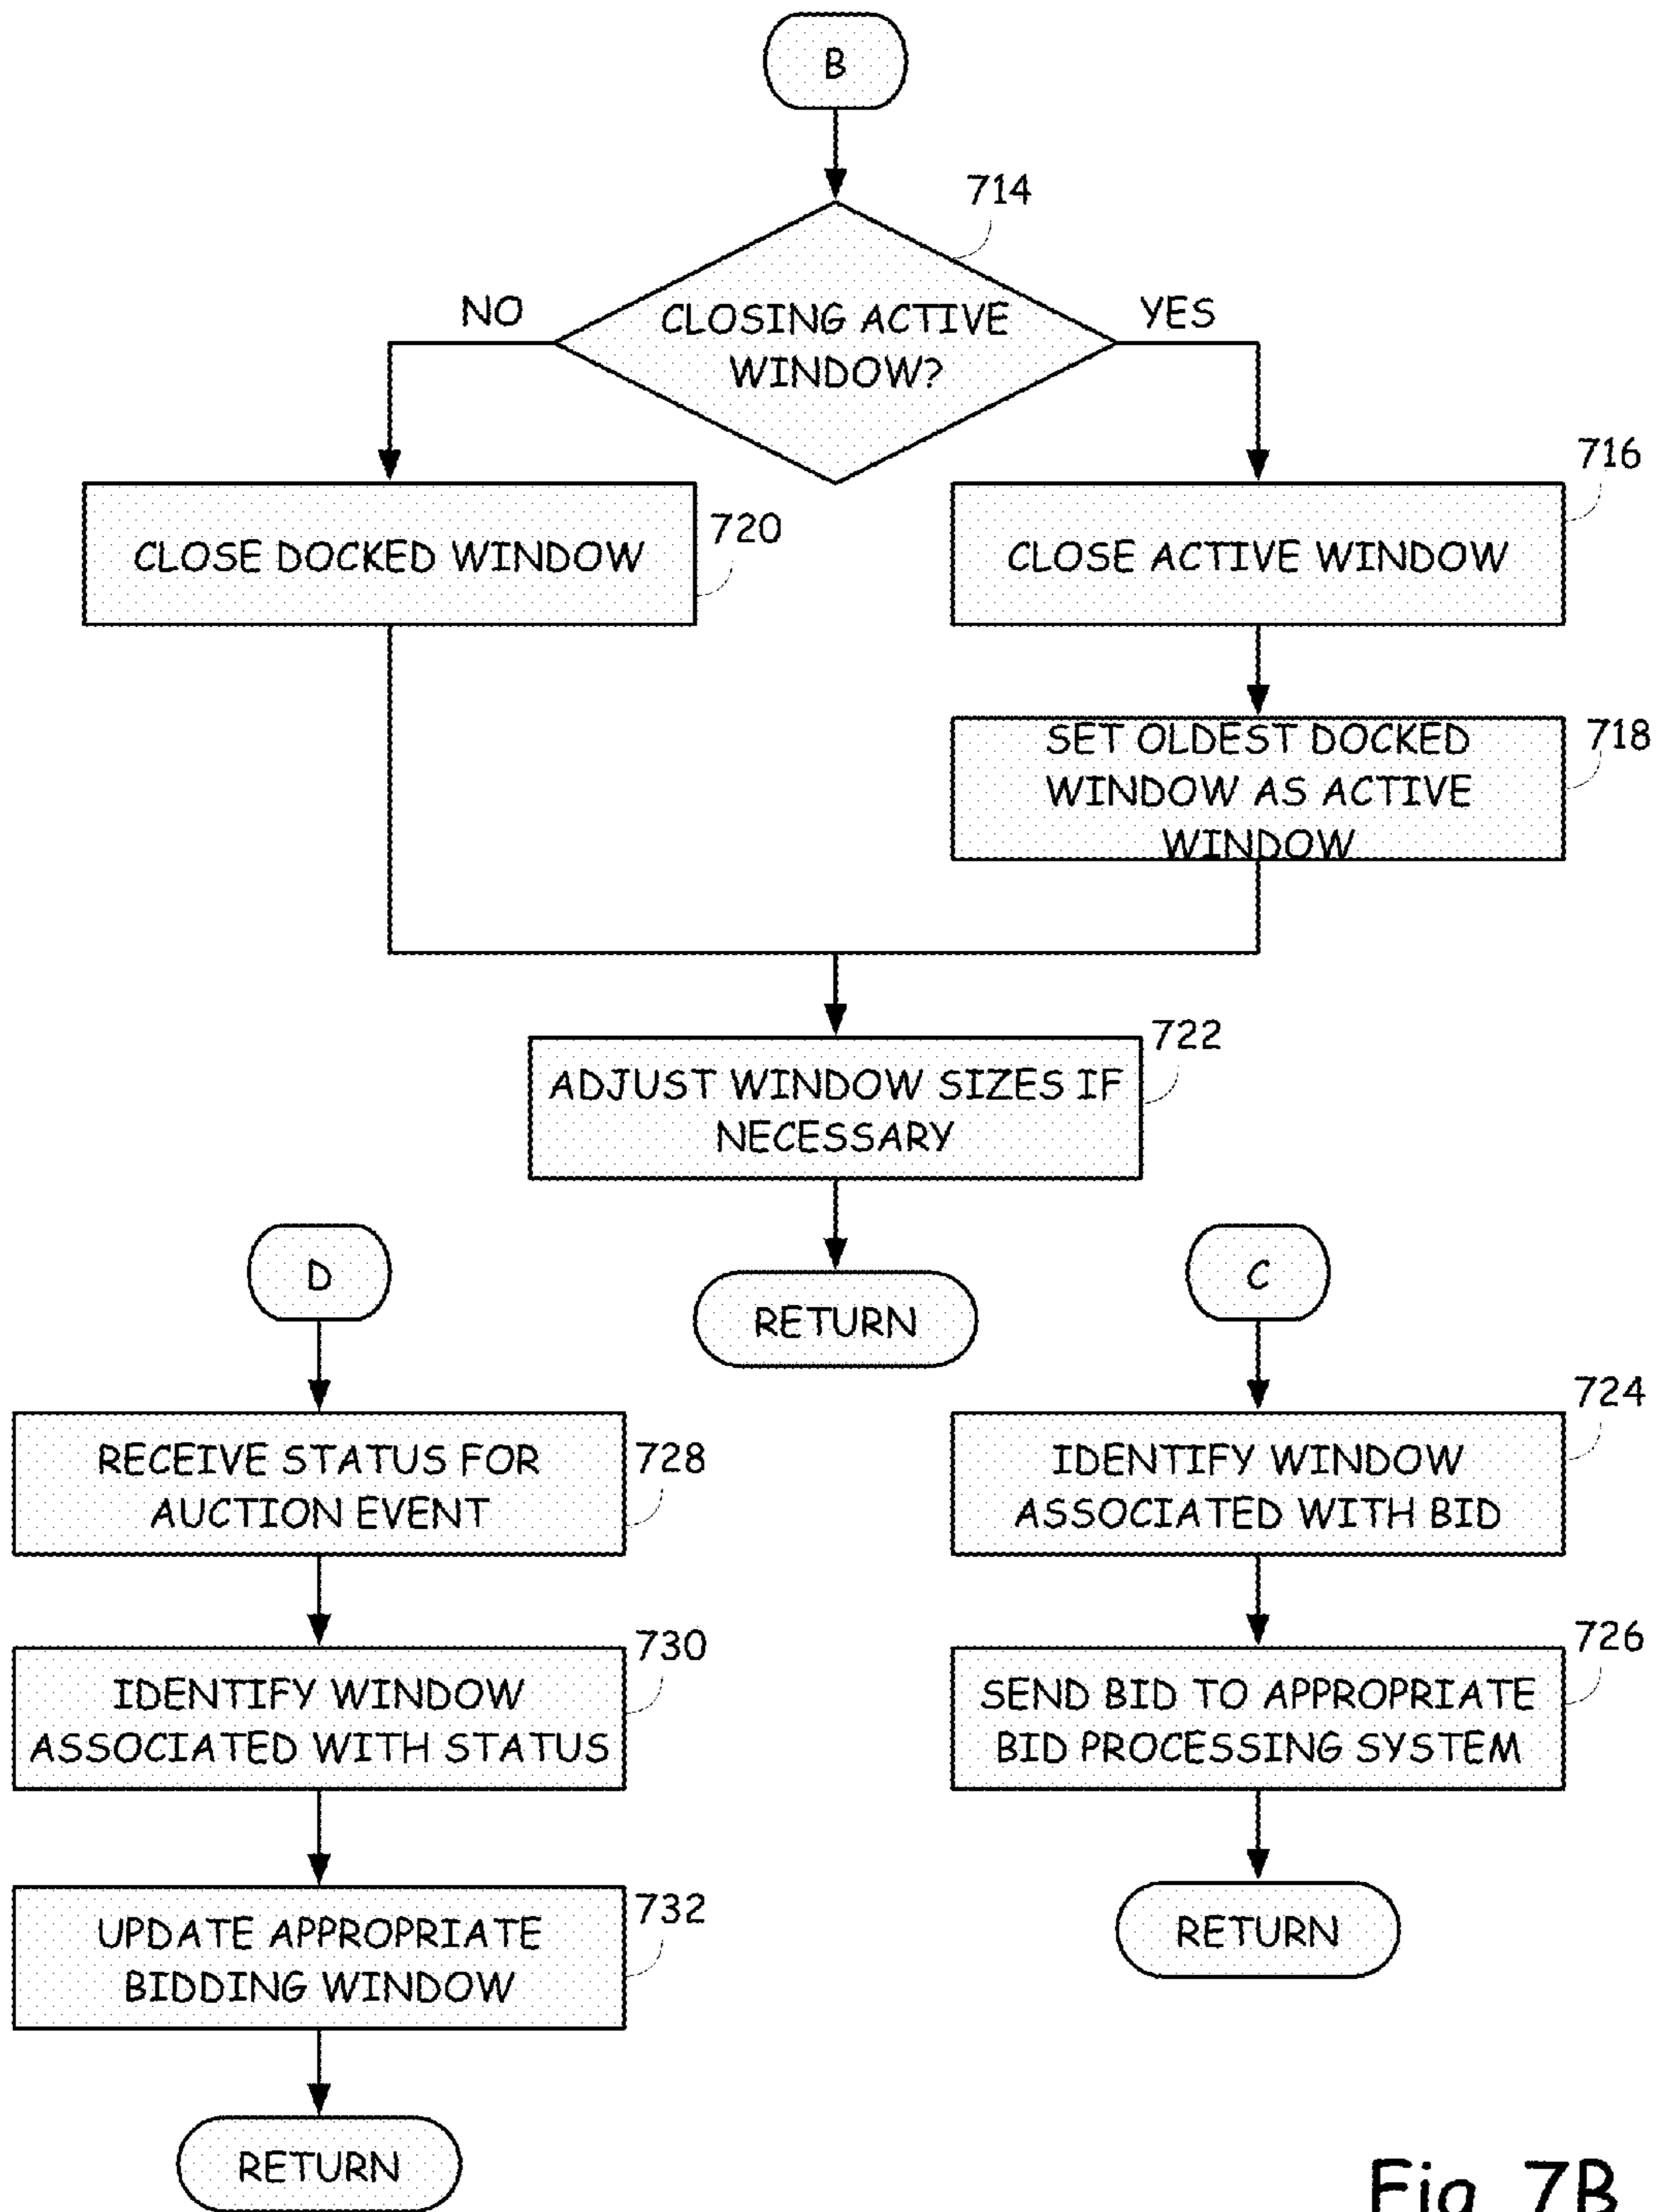 B
714
NO
CLOSING ACTIVE
WINDOW?
YES
716
CLOSE DOCKED WINDOW
720
CLOSE ACTIVE WINDOW
SET OLDEST DOCKED
WINDOW AS ACTIVE
WINDOW
718
722
ADJUST WINDOW SIZES IF
NECESSARY
RETURN
D
728
RECEIVE STATUS FOR
AUCTION EVENT
730
IDENTIFY WINDOW
ASSOCIATED WITH STATUS
732
UPDATE APPROPRIATE
BIDDING WINDOW
RETURN
C
724
IDENTIFY WINDOW
ASSOCIATED WITH BID
726
SEND BID TO APPROPRIATE
BID PROCESSING SYSTEM
RETURN
Fig. 7B